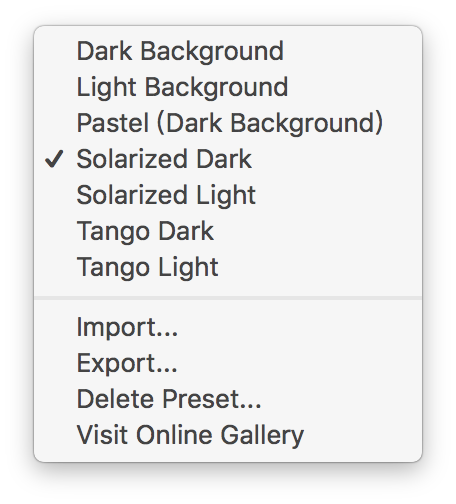 Dark Background
Light Background
Pastel (Dark Background)
✓ Solarized Dark
Solarized Light
Tango Dark
Tango Light
Import...
Export...
Delete Preset...
Visit Online Gallery